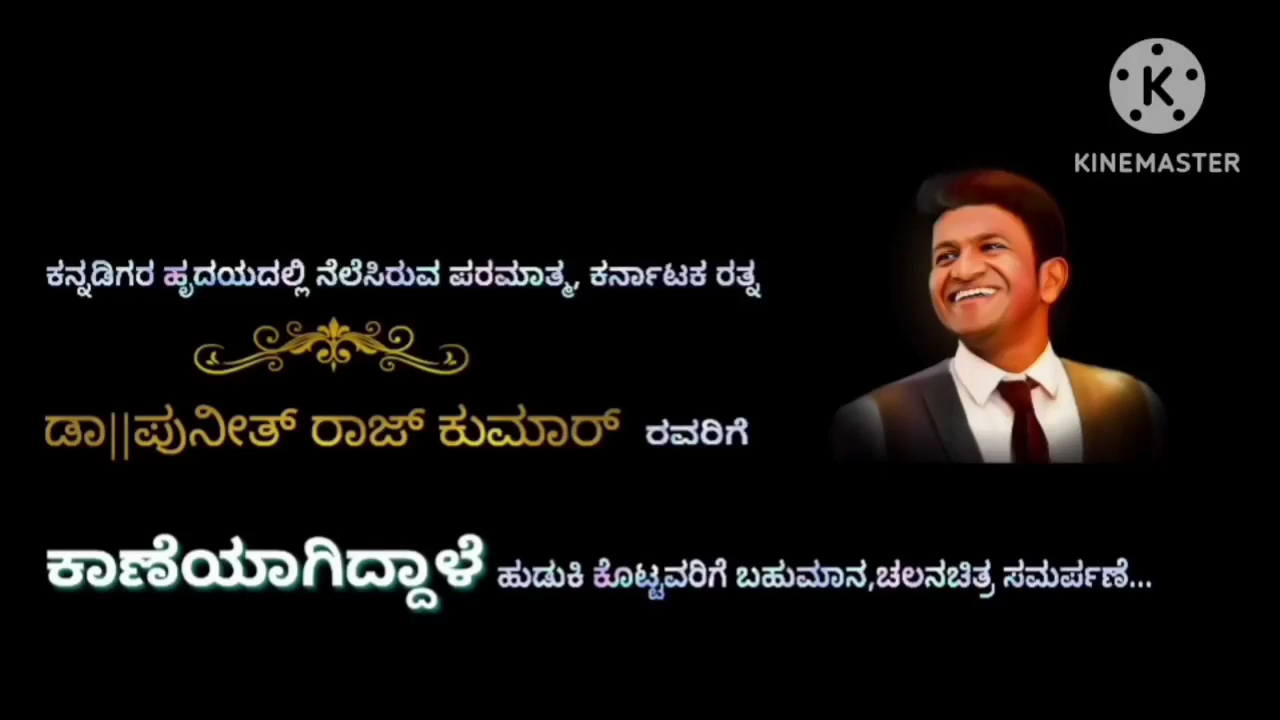 KINEMASTER
ಕನ್ನಡಿಗರ ಹೃದಯದಲ್ಲಿ ನೆಲೆಸಿರುವ ಪರಮಾತ್ಮ, ಕರ್ನಾಟಕ ರತ್ನ
ಡಾ||ಪುನೀತ್ ರಾಜ್ ಕುಮಾರ್ ರವರಿಗೆ
ಕಾಣೆಯಾಗಿದ್ದಾಳೆ ಹುಡುಕಿ ಕೊಟ್ಟವರಿಗೆ ಬಹುಮಾನ,ಚಲನಚಿತ್ರ ಸಮರ್ಪಣೆ...